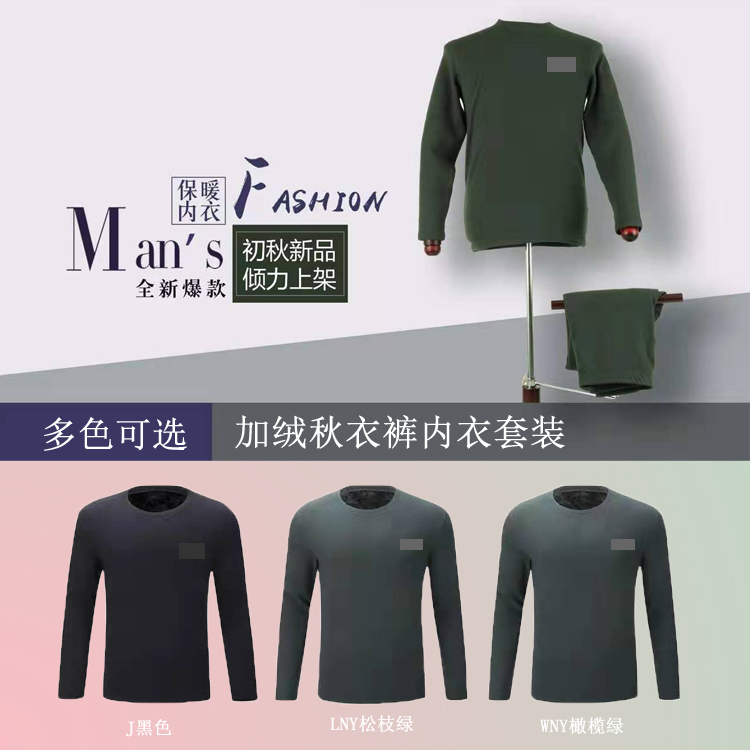 保暖
内衣
FASHION
Man's
初秋新品
倾力上架
全新爆款
多色可选
加绒秋衣裤内衣套装
J黑色
LNY松枝绿
WNY橄榄绿